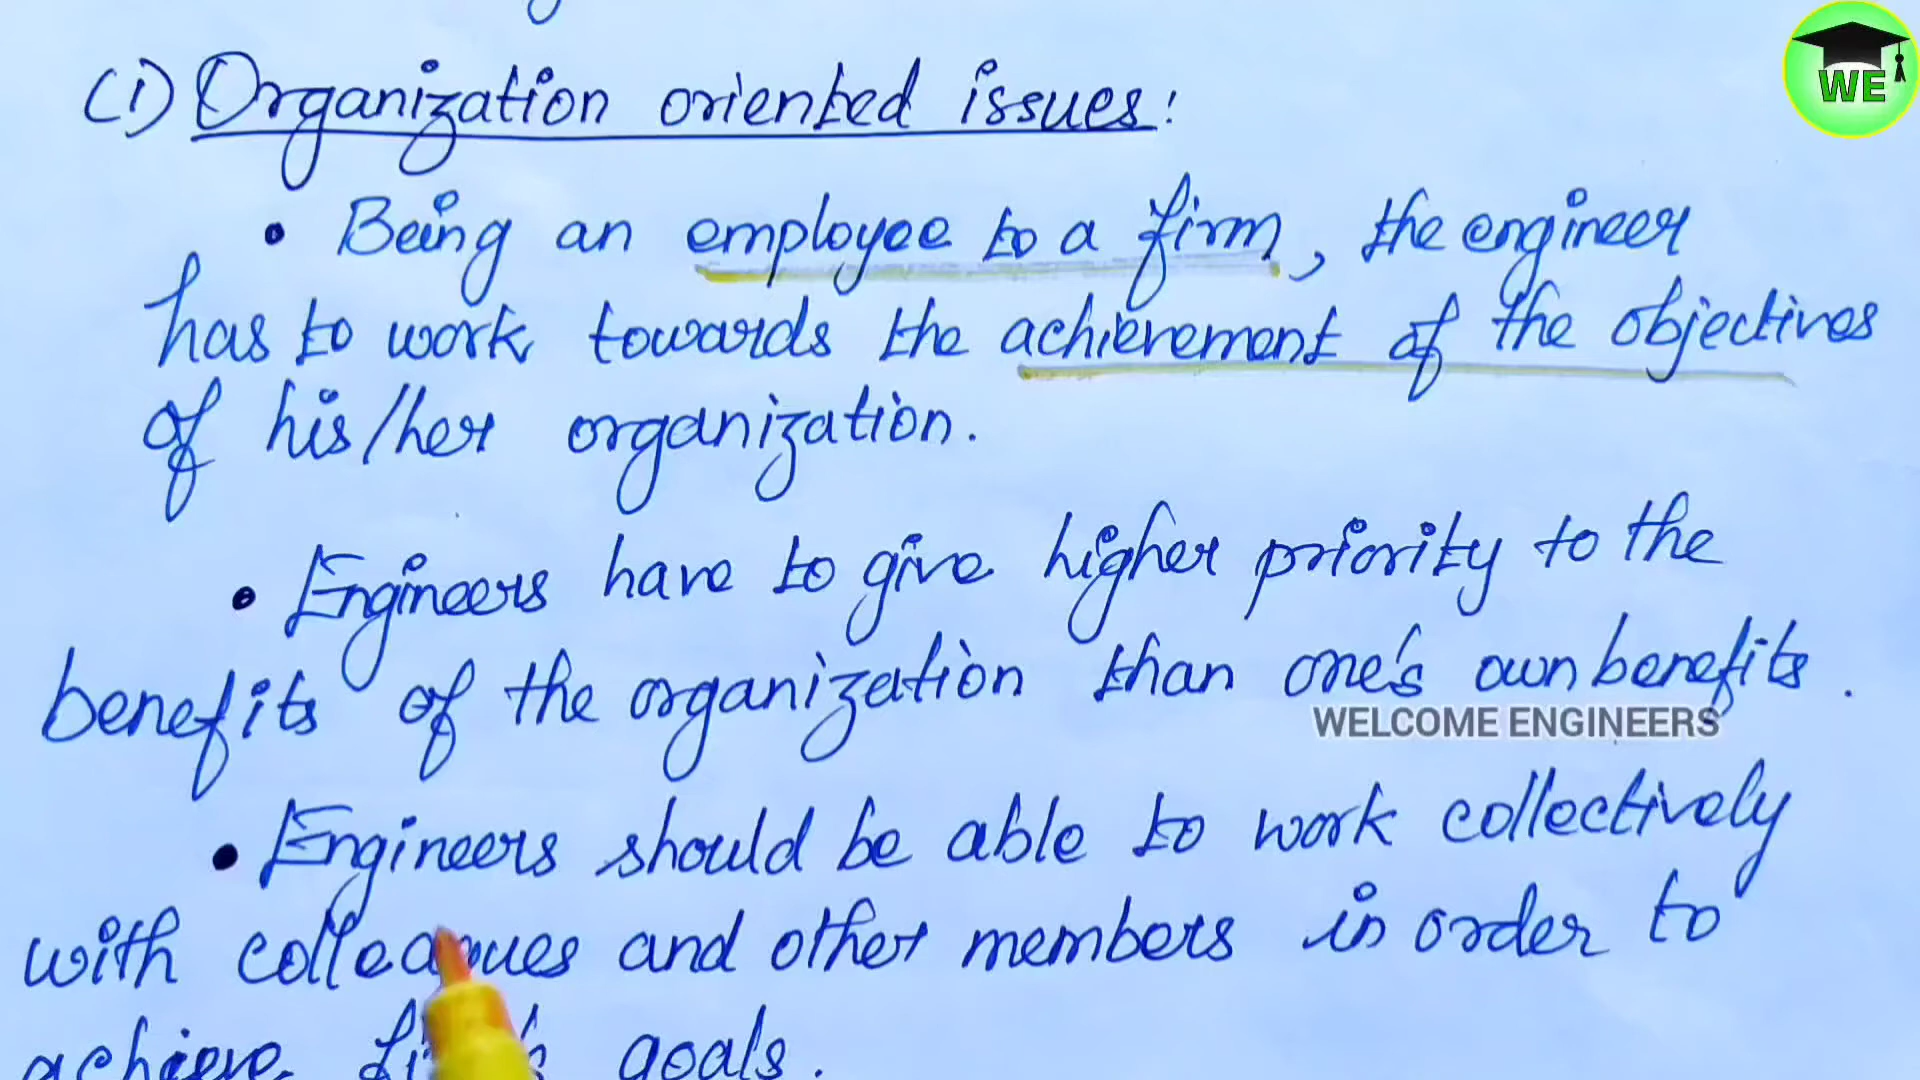 (i) Organization oriented issues:
• Being an employee to a firm, the engineer
has to work towards the achievement of the objectives
of his/her organization.
• Engineers have to give higher priority to the
benefits of the organization than one's own benefits.
WELCOME ENGINEERS
• Engineers should be able to work collectively
with colleagues and other members in order to
achieve goals.
WE